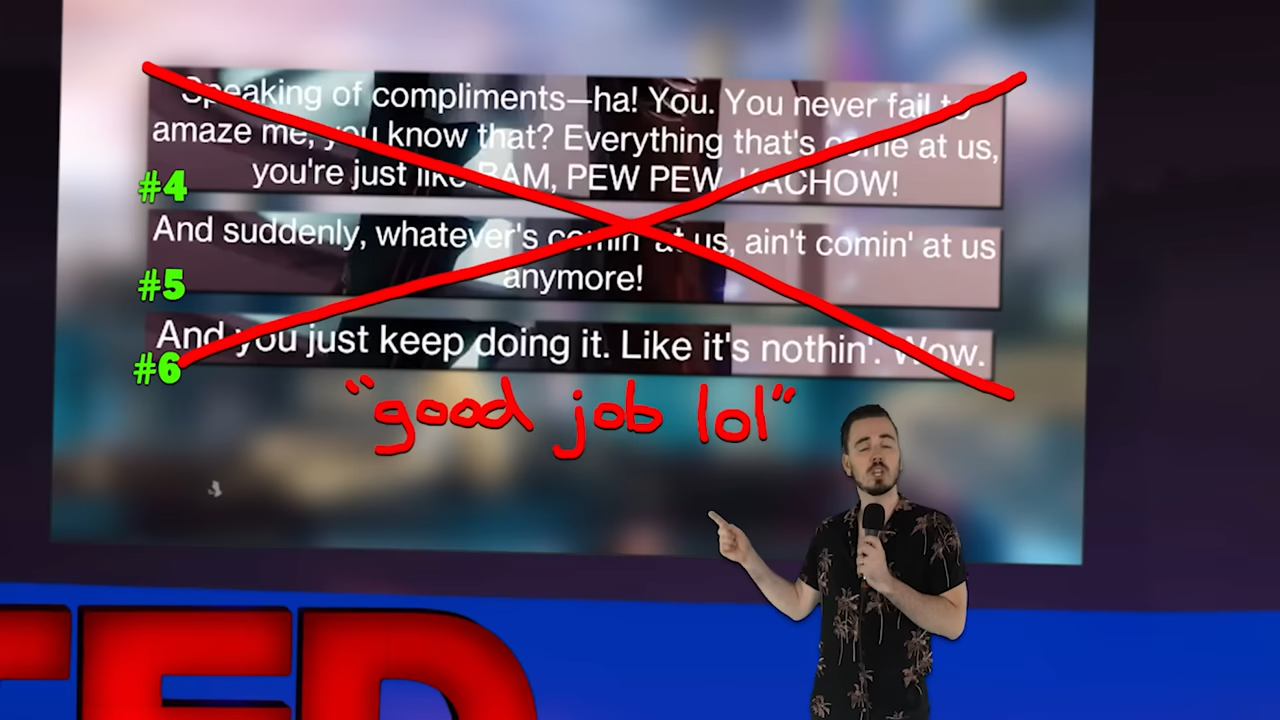 Speaking of compliments—ha! You. You never fail to
amaze me, you know that? Everything that's come at us,
you're just like BAM, PEW PEW, KACHOW!
#4
And suddenly, whatever's comin' at us, ain't comin' at us
anymore!
#5
And you just keep doing it. Like it's nothin'. Wow.
#6
"good job lol"
TED